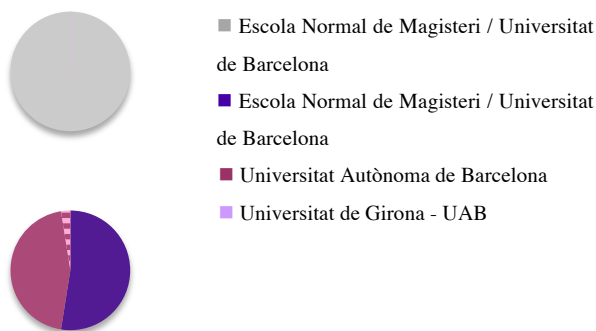 Escola Normal de Magisteri / Universitat
de Barcelona
Escola Normal de Magisteri / Universitat
de Barcelona
Universitat Autònoma de Barcelona
Universitat de Girona - UAB